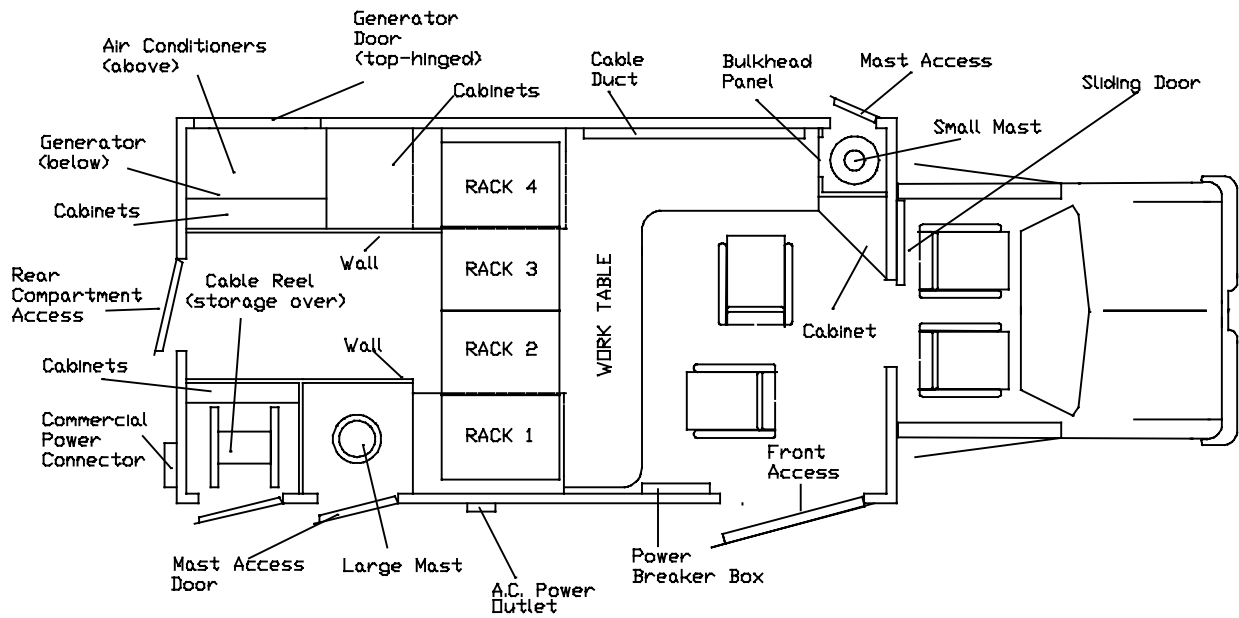 Generator
Door
(top-hinged)
Air Conditioners
(above)
Cable
Duct
Bulkhead
Panel
Mast Access
Sliding Door
Cabinets
Small Mast
Generator
(below)
RACK 4
Cabinets
Wall
RACK 3
Rear
Compartment
Access
Cable Reel
(storage over)
WORK TABLE
Cabinet
Wall
RACK 2
Cabinets
Commercial
Power
Connector
RACK 1
Front
Access
Mast Access
Door
Large Mast
A.C. Power
Outlet
Power
Breaker Box